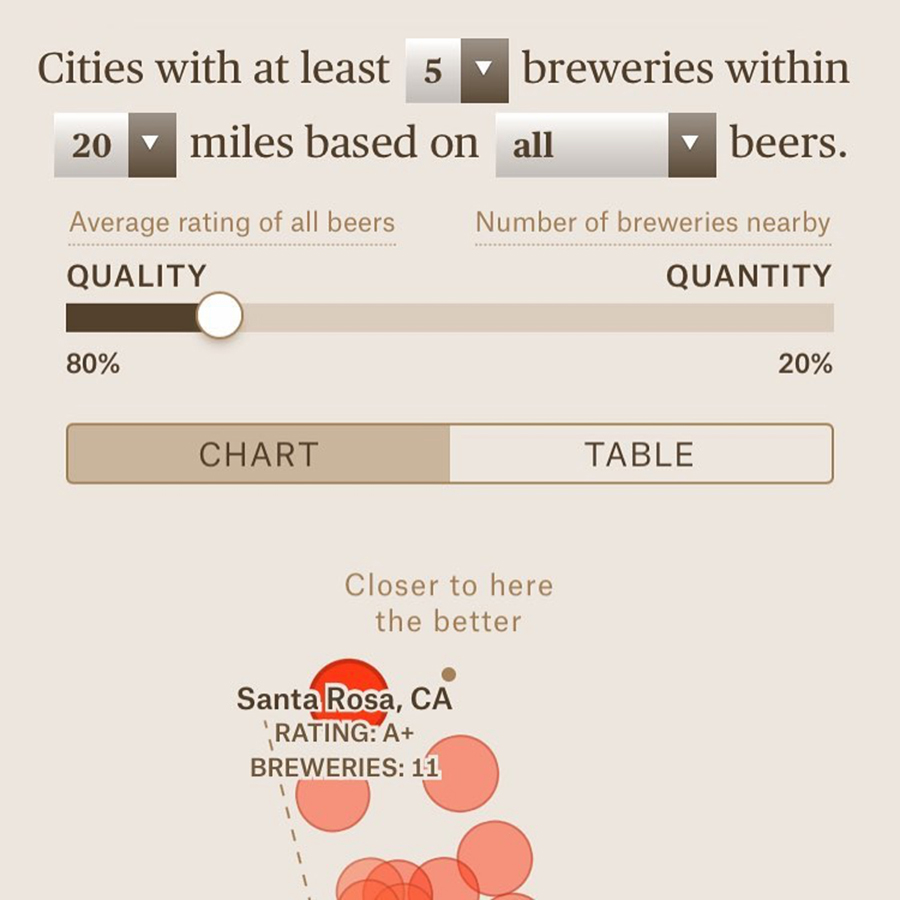 Cities with at least 5 breweries within
20 miles based on all beers.
Average rating of all beers
Number of breweries nearby
QUALITY
QUANTITY
80%
20%
CHART
TABLE
Closer to here
the better
Santa Rosa, CA
RATING: A+
BREWERIES: 11